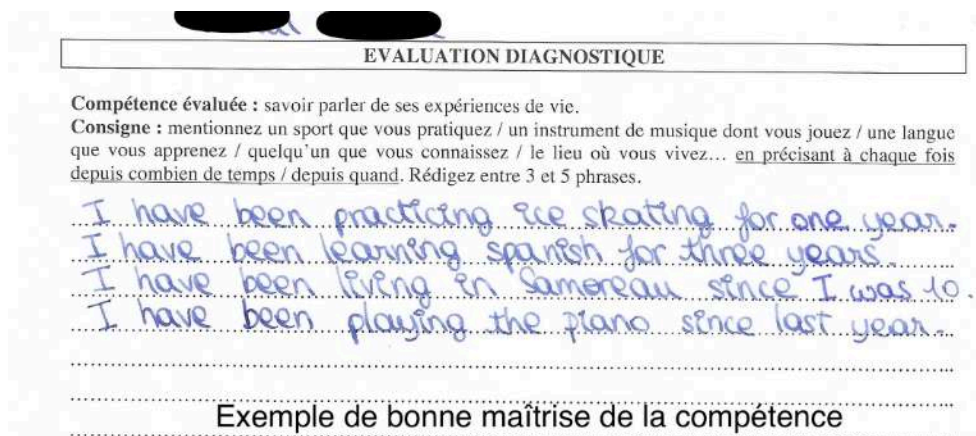 EVALUATION DIAGNOSTIQUE
Compétence évaluée : savoir parler de ses expériences de vie.
Consigne : mentionnez un sport que vous pratiquez / un instrument de musique dont vous jouez / une langue
que vous apprenez / quelqu'un que vous connaissez / le lieu où vous vivez… en précisant à chaque fois
depuis combien de temps / depuis quand. Rédigez entre 3 et 5 phrases.
I have been practicing ice skating for one year.
I have been learning spanish for three years.
I have been living in Samoreau since I was 10.
I have been playing the piano since last year.
Exemple de bonne maîtrise de la compétence